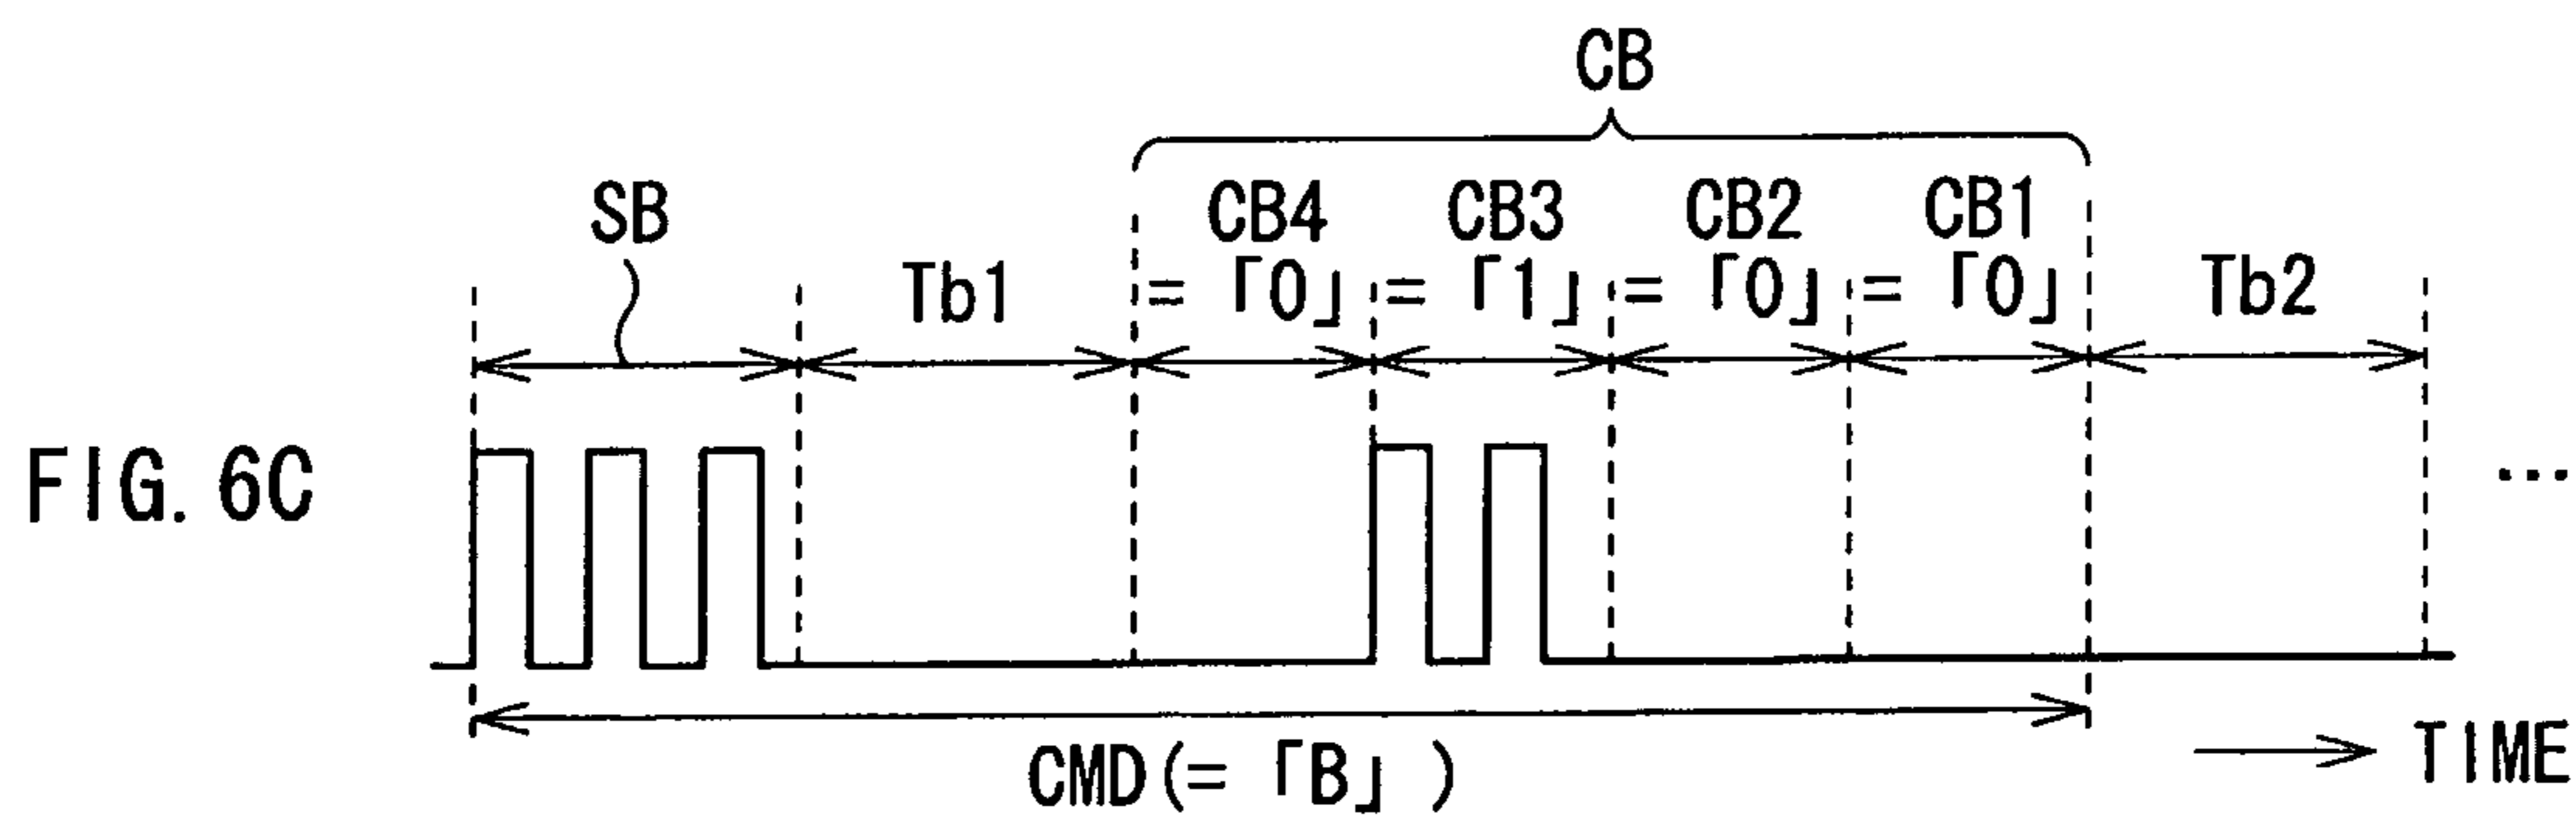 CB
SB
CB4 CB3 CB2 CB1
Tb1 =「0」 =「1」 =「0」 =「0」 Tb2
FIG. 6C
...
CMD(=「B」)
TIME